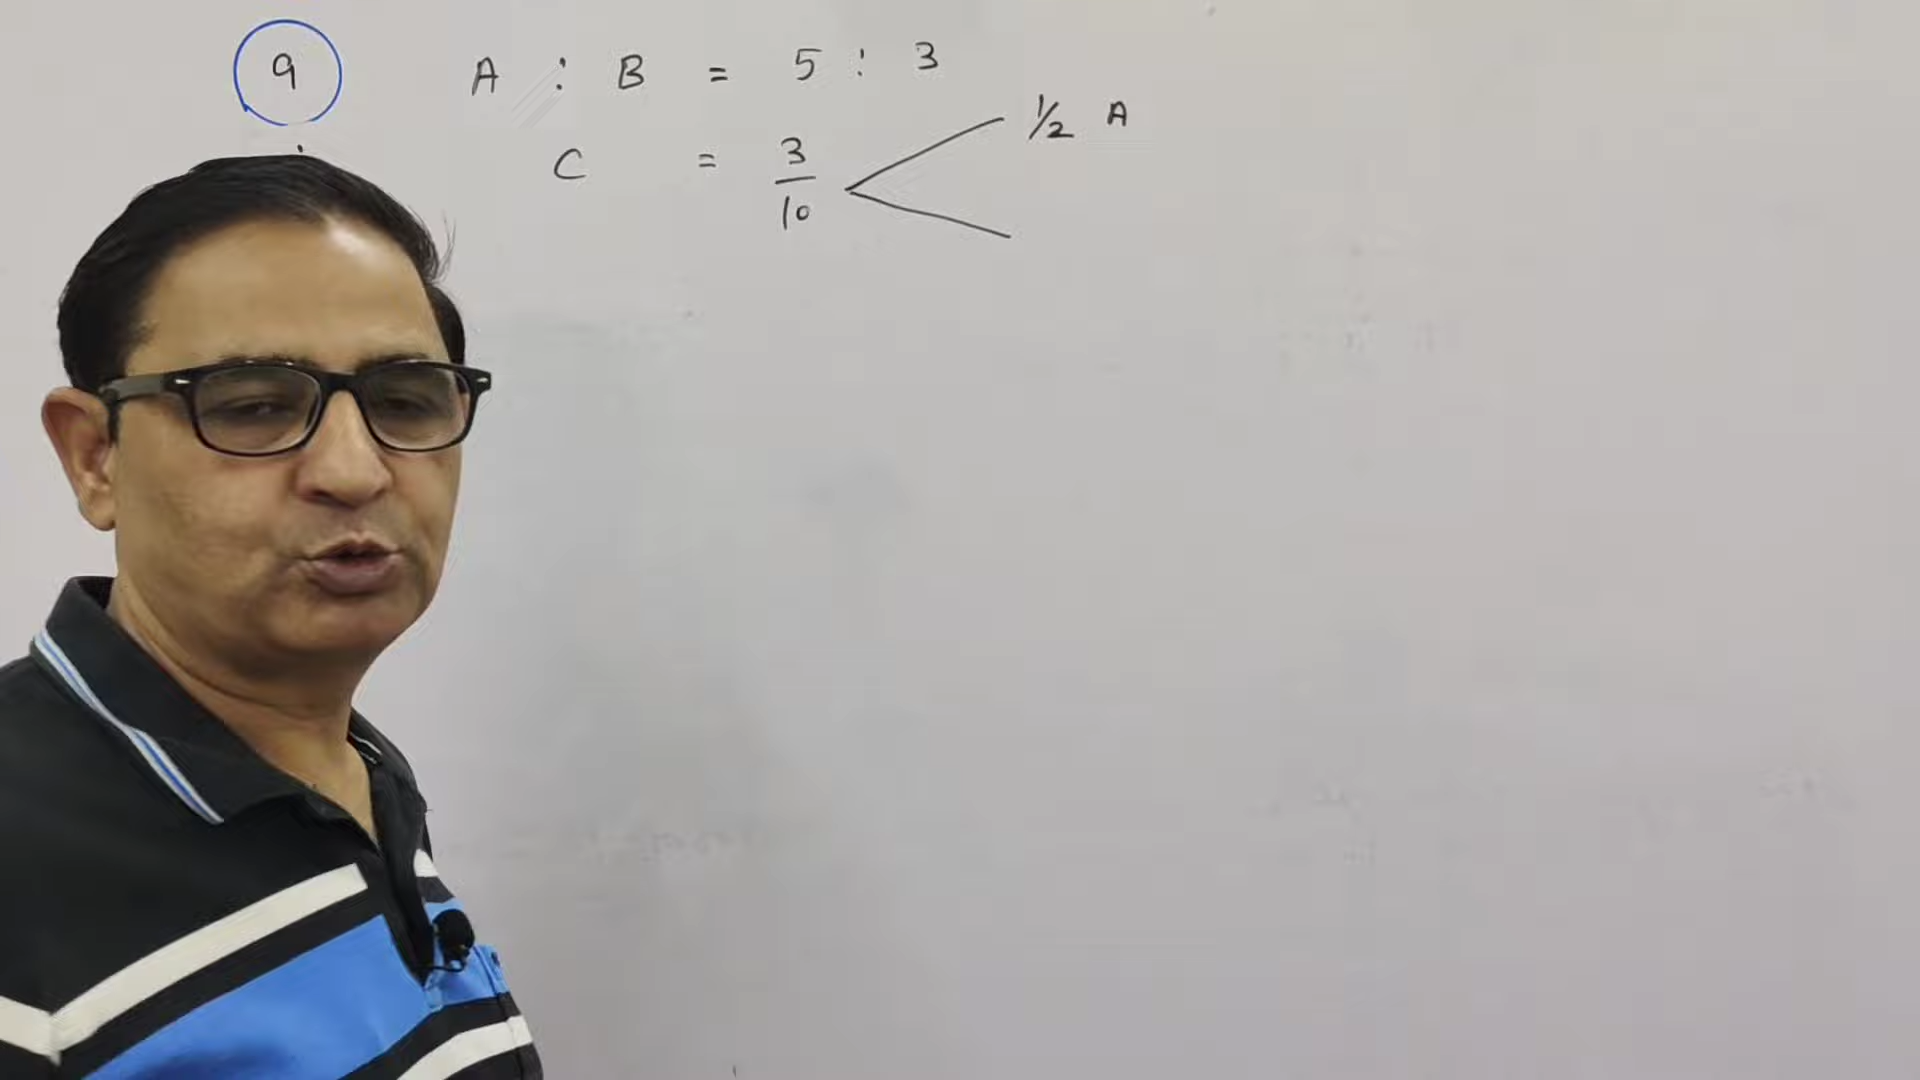 9 A : B = 5 : 3
C = 3/10 1/2 A